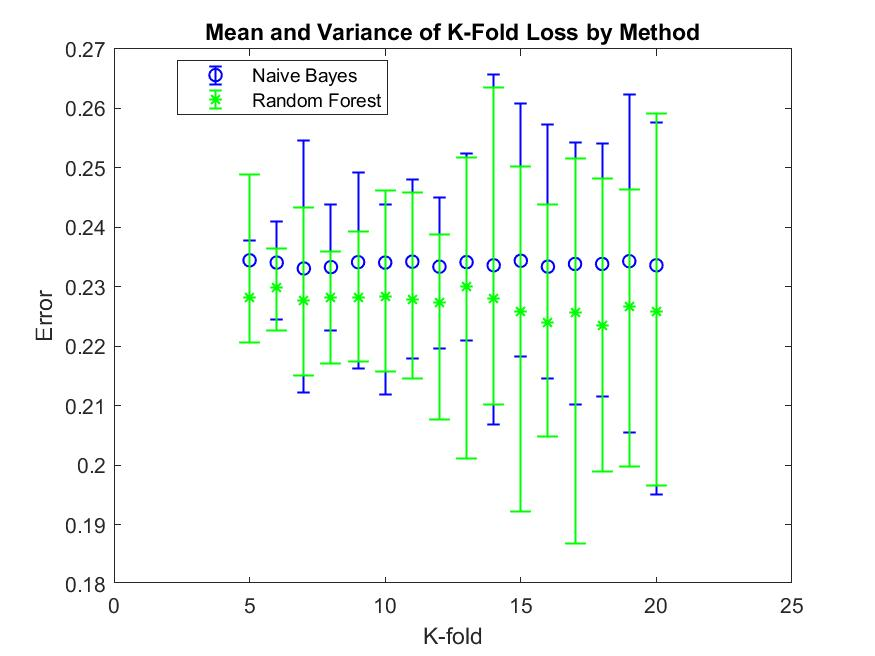 Mean and Variance of K-Fold Loss by Method
Naive Bayes
Random Forest
0.27
0.26
0.25
0.24
0.23
0.22
0.21
0.2
0.19
0.18
Error
0 5 10 15 20 25
K-fold